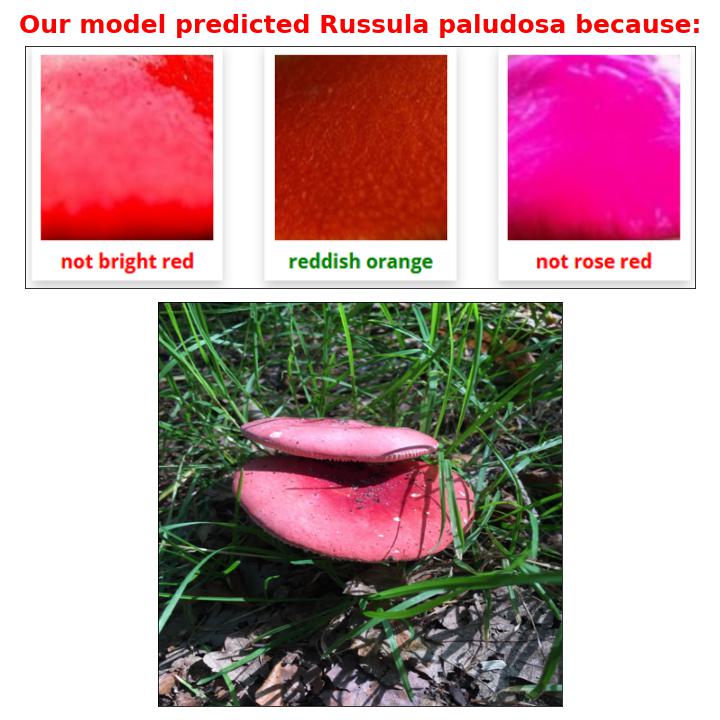 Our model predicted Russula paludosa because:
not bright red
reddish orange
not rose red